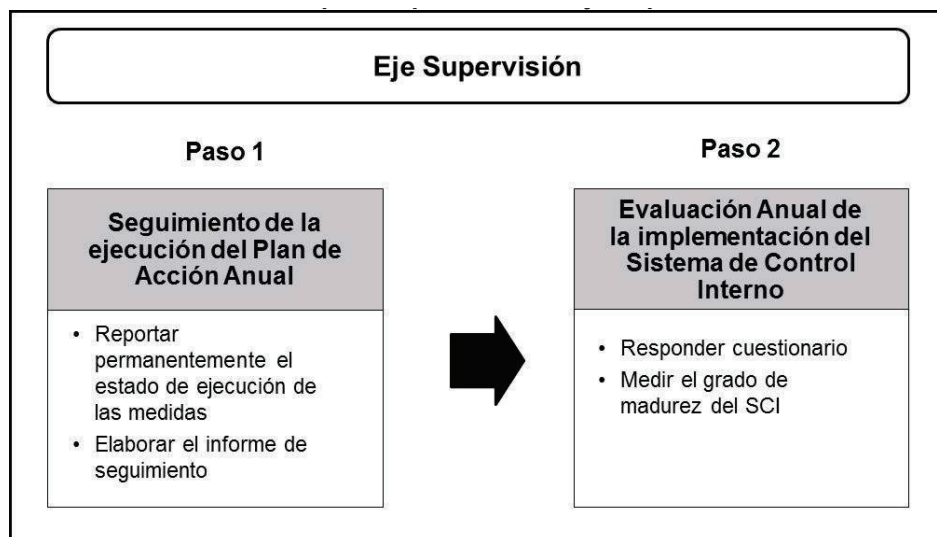 Eje Supervisión
Paso 1
Seguimiento de la
ejecución del Plan de
Acción Anual
• Reportar
permanentemente el
estado de ejecución de
las medidas
• Elaborar el informe de
seguimiento
Paso 2
Evaluación Anual de
la implementación del
Sistema de Control
Interno
• Responder cuestionario
• Medir el grado de
madurez del SCI